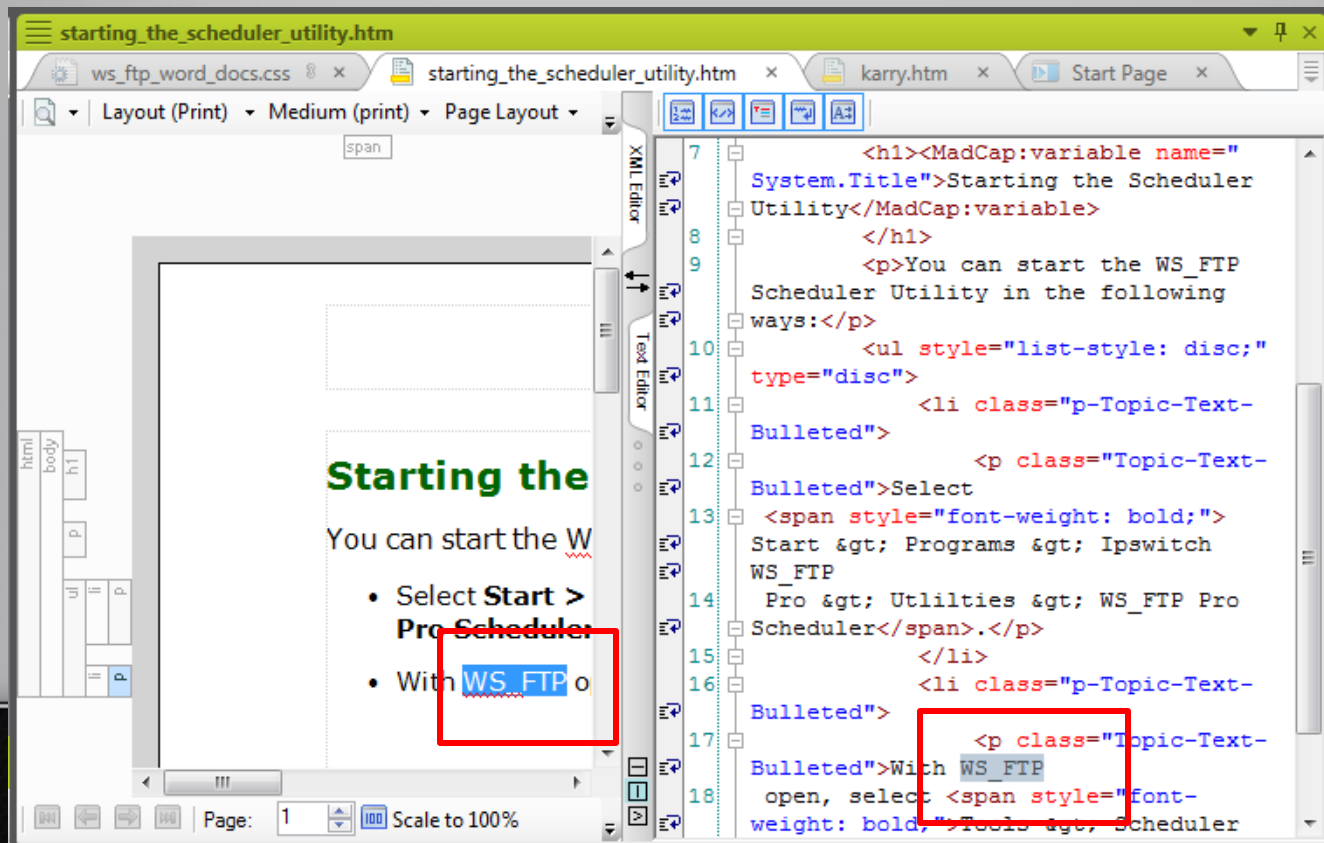 starting_the_scheduler_utility.htm
ws_ftp_word_docs.css
starting_the_scheduler_utility.htm
karry.htm
Start Page
Layout (Print)
Medium (print)
Page Layout
span
html
body
h1
p
ul
li
p
li
p
Starting the
You can start the W
• Select Start >
Pro Scheduler
• With WS_FTP o
Page:
1
Scale to 100%
XML Editor
Text Editor
7 <h1><MadCap:variable name="
System.Title">Starting the Scheduler
Utility</MadCap:variable>
8 </h1>
9 <p>You can start the WS_FTP
Scheduler Utility in the following
ways:</p>
10 <ul style="list-style: disc;"
type="disc">
11 <li class="p-Topic-Text-
Bulleted">
12 <p class="Topic-Text-
Bulleted">Select
13 <span style="font-weight: bold;">
Start &gt; Programs &gt; Ipswitch
WS_FTP
14 Pro &gt; Utlilties &gt; WS_FTP Pro
Scheduler</span>.</p>
15 </li>
16 <li class="p-Topic-Text-
Bulleted">
17 <p class="Topic-Text-
Bulleted">With WS_FTP
18 open, select <span style="font-
weight: bold;">Tools &gt; Scheduler